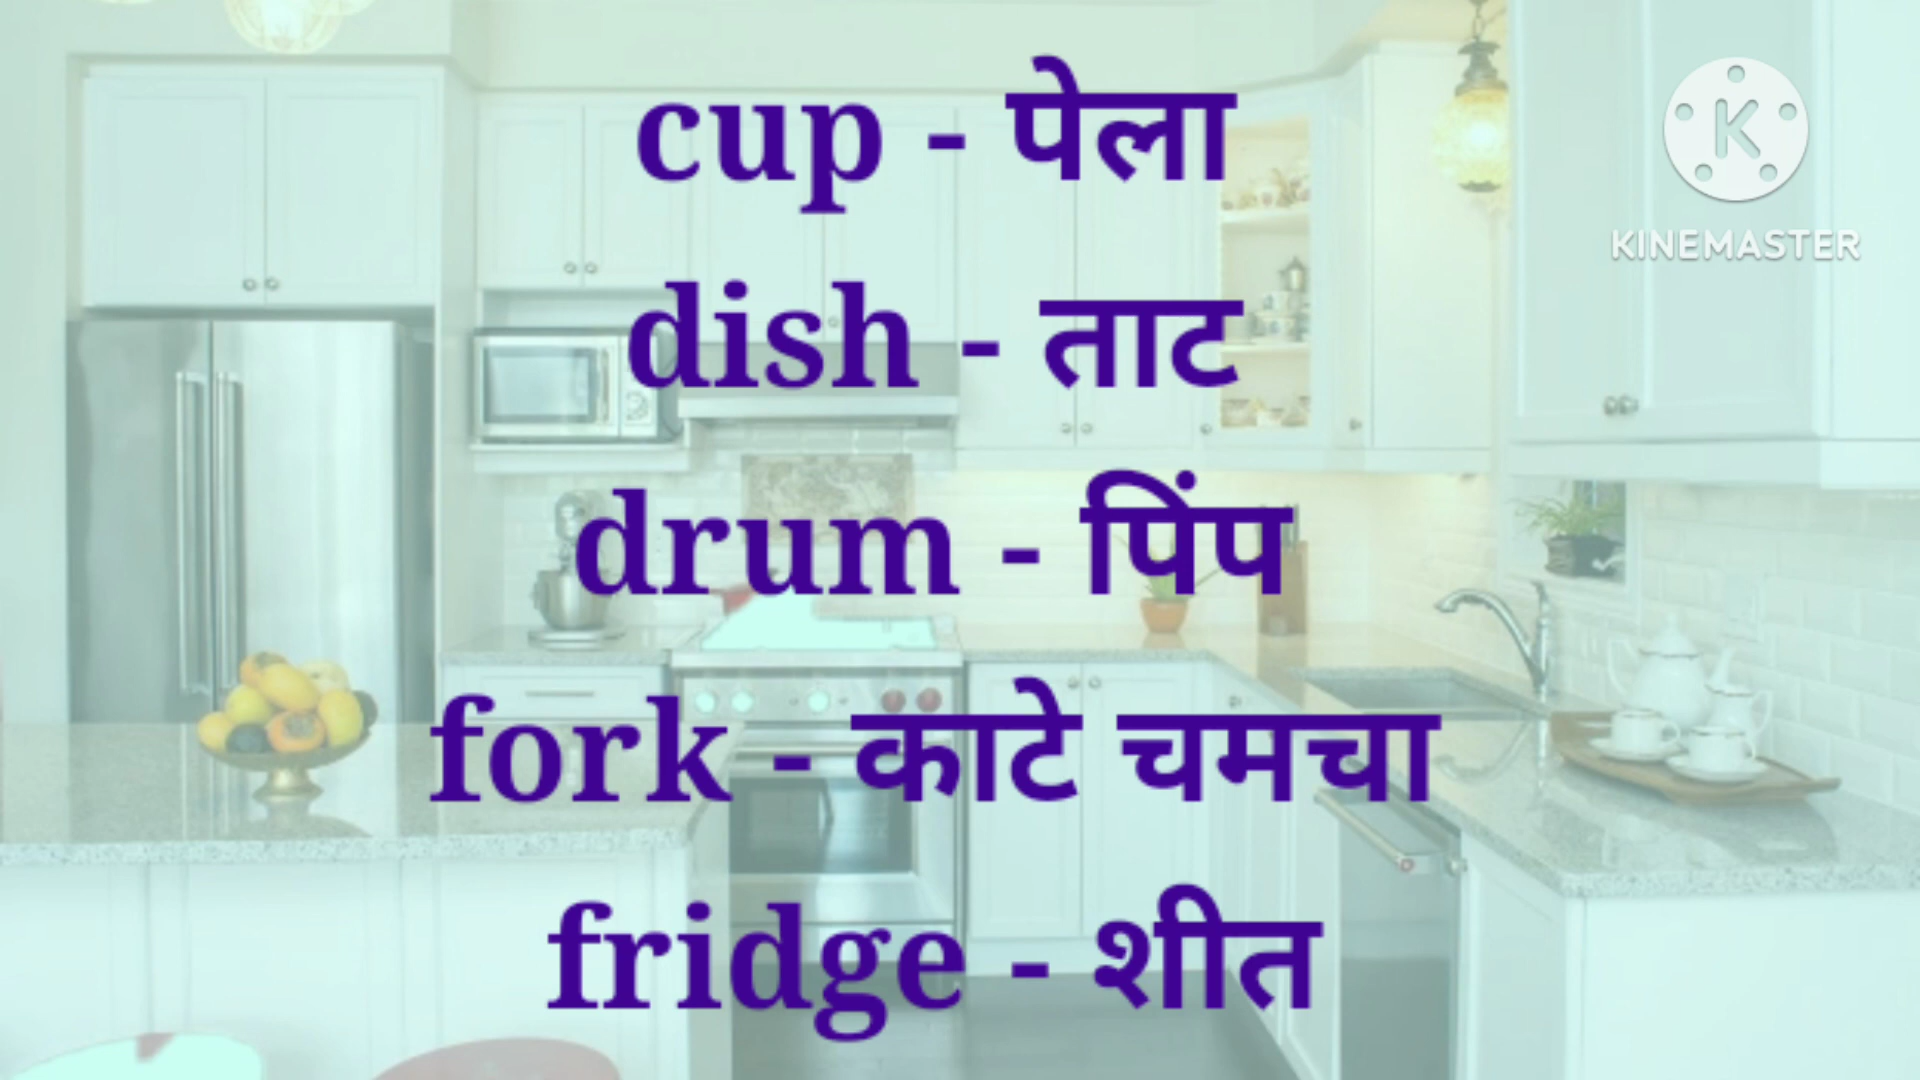 cup - पेला
KINEMASTER
dish - ताट
drum - पिंप
fork - काटे चमचा
fridge - शीत